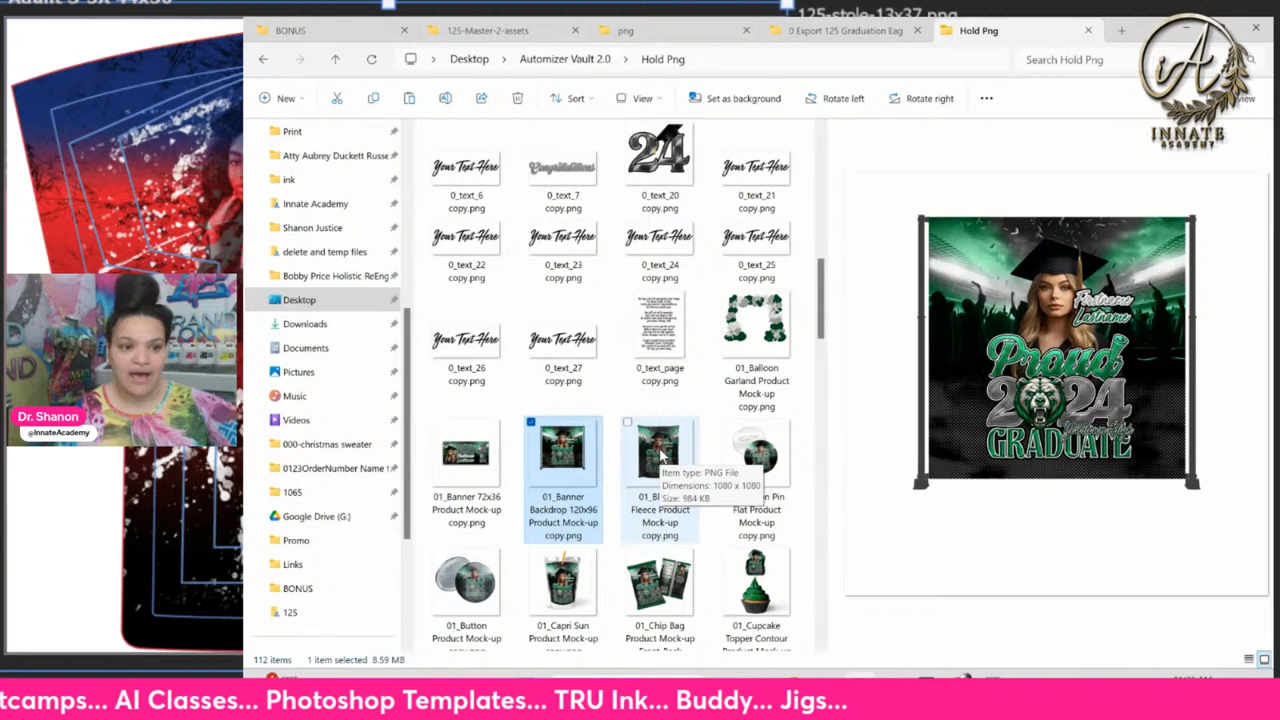 125-stole-13x37.png
BONUS
125-Master-2-assets
png
0 Export 125 Graduation Eag
Hold Png
Desktop
Automizer Vault 2.0
Hold Png
Search Hold Png
New
Sort
View
Set as background
Rotate left
Rotate right
INNATE
ACADEMY
Print
Atty Aubrey Duckett Russe
ink
Innate Academy
Shanon Justice
delete and temp files
Bobby Price Holistic ReEng
Desktop
Downloads
Documents
Pictures
Music
Videos
000-christmas sweater
0123OrderNumber Name
1065
Google Drive (G:)
Promo
Links
BONUS
125
Your Text Here
Congratulations
24
Your Text Here
0_text_6
copy.png
0_text_7
copy.png
0_text_20
copy.png
0_text_21
copy.png
Your Text Here
Your Text Here
Your Text Here
Your Text Here
0_text_22
copy.png
0_text_23
copy.png
0_text_24
copy.png
0_text_25
copy.png
Your Text Here
Your Text Here
0_text_26
copy.png
0_text_27
copy.png
0_text_page
copy.png
01_Balloon
Garland Product
Mock-up
copy.png
01_Banner 72x36
Product Mock-up
copy.png
01_Banner
Backdrop 120x96
Product Mock-up
copy.png
Fleece Product
Mock-up
copy.png
Pin
Flat Product
Mock-up
copy.png
Item type: PNG File
Dimensions: 1080 x 1080
Size: 984 KB
01_Button
Product Mock-up
01_Capri Sun
Product Mock-up
01_Chip Bag
Product Mock-up
01_Cupcake
Topper Contour
Firstname
Lastname
Proud
2024
GRADUATE
112 items
1 item selected 8.59 MB
Dr. Shanon
@InnateAcademy
tcamps... AI Classes... Photoshop Templates... TRU Ink... Buddy... Jigs...